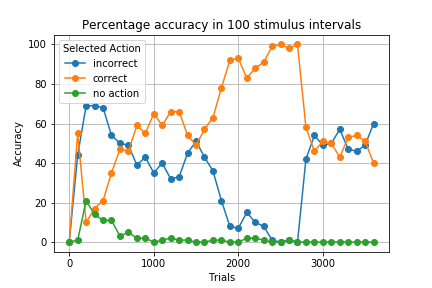 Percentage accuracy in 100 stimulus intervals
100
80
60
40
20
0
Accuracy
Selected Action
incorrect
correct
no action
0
1000
2000
3000
Trials